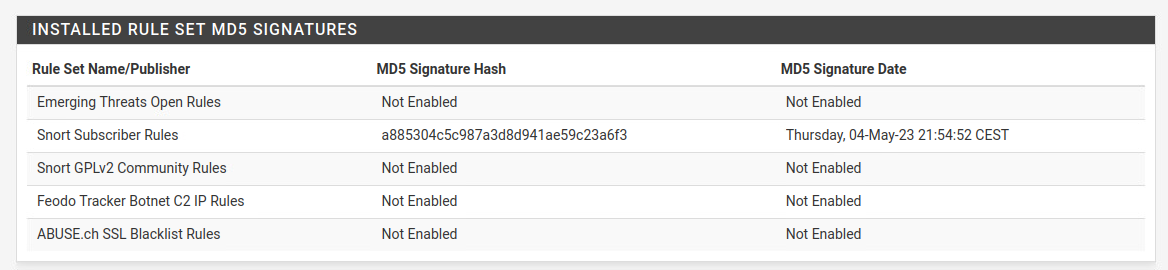 INSTALLED RULE SET MD5 SIGNATURES
Rule Set Name/Publisher MD5 Signature Hash MD5 Signature Date
Emerging Threats Open Rules Not Enabled Not Enabled
Snort Subscriber Rules a885304c5c987a3d8d941ae59c23a6f3 Thursday, 04-May-23 21:54:52 CEST
Snort GPLv2 Community Rules Not Enabled Not Enabled
Feodo Tracker Botnet C2 IP Rules Not Enabled Not Enabled
ABUSE.ch SSL Blacklist Rules Not Enabled Not Enabled